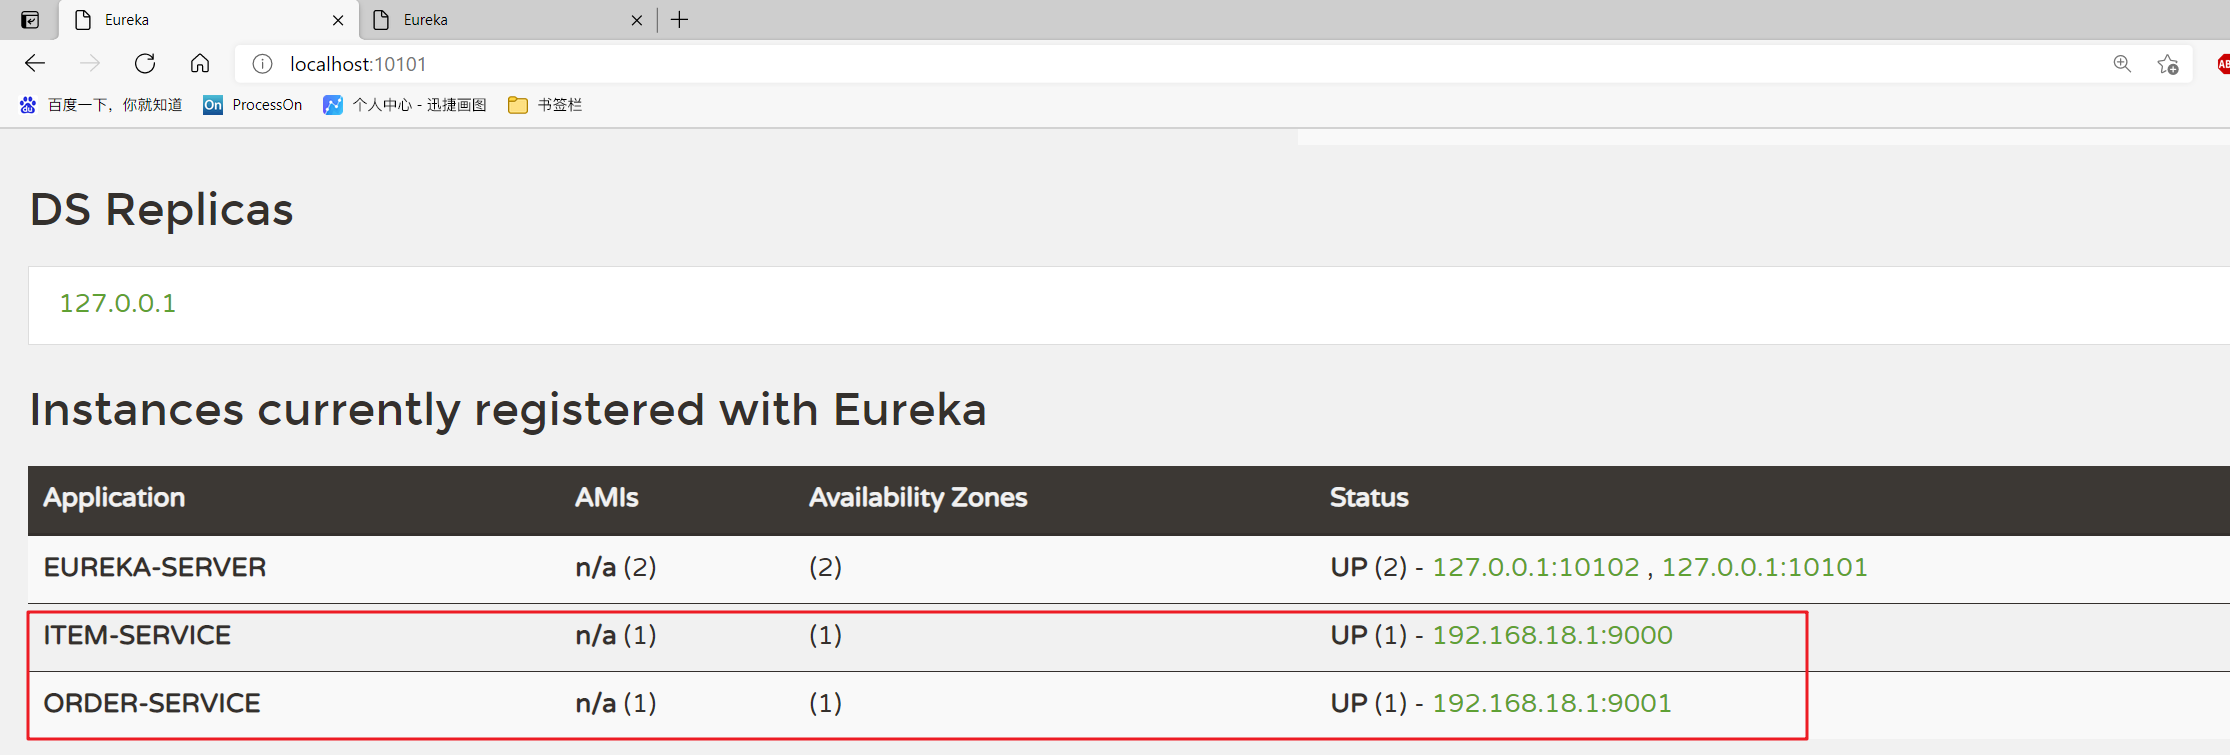 Eureka
Eureka
localhost:10101
百度一下，你就知道 On ProcessOn 个人中心 - 迅捷画图 书签栏
DS Replicas
127.0.0.1
Instances currently registered with Eureka
Application AMIs Availability Zones Status
EUREKA-SERVER n/a (2) (2) UP (2) - 127.0.0.1:10102 , 127.0.0.1:10101
ITEM-SERVICE n/a (1) (1) UP (1) - 192.168.18.1:9000
ORDER-SERVICE n/a (1) (1) UP (1) - 192.168.18.1:9001